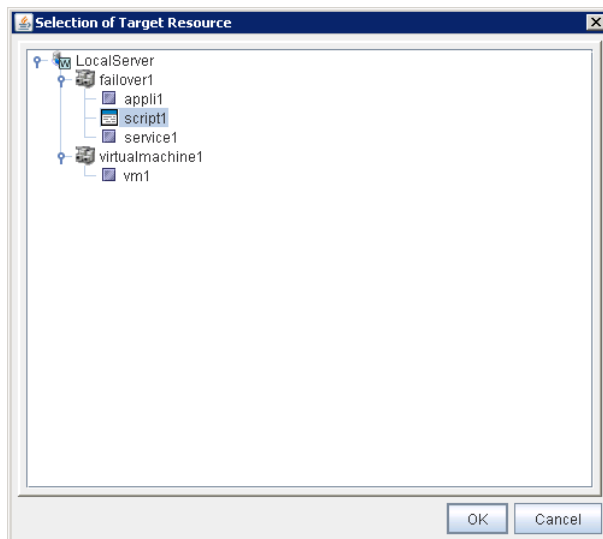 Selection of Target Resource
LocalServer
failover1
appli1
script1
service1
virtualmachine1
vm1
OK Cancel